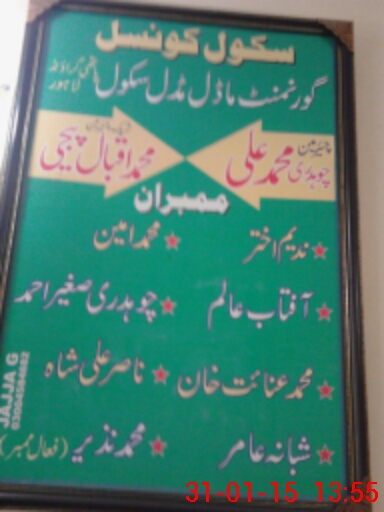 سکول کونسل
گورنمنٹ ماڈل مڈل سکول
لاہور
چئیرمین
چوہدری محمد علی
محمد اقبال
ممبران
ندیم اختر
محمد امین
آفتاب عالم
چوہدری صغیر احمد
محمد عنائت خان
ناصر علی شاہ
شبانہ عامر
محمد نذیر (فعال ممبر)
JAJJA G
31-01-15 13:55